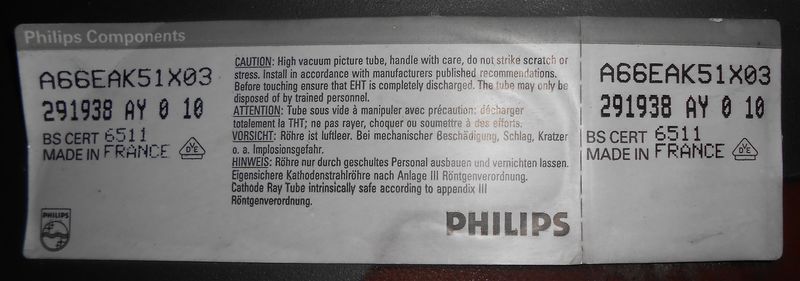 Philips Components
A66EAK51X03
291938 AY 0 10
BS CERT 6511
MADE IN FRANCE
DVE
PHILIPS
CAUTION: High vacuum picture tube, handle with care, do not strike scratch or
stress. Install in accordance with manufacturers published recommendations.
Before touching ensure that EHT is completely discharged. The tube may only be
disposed of by trained personnel.
ATTENTION: Tube sous vide à manipuler avec précaution: décharger
totalement la THT; ne pas rayer, choquer ou soumettre à des efforts.
VORSICHT: Röhre ist luftleer. Bei mechanischer Beschädigung, Schlag, Kratzer
o. a. Implosionsgefahr.
HINWEIS: Röhre nur durch geschultes Personal ausbauen und vernichten lassen.
Eigensichere Kathodenstrahlröhre nach Anlage III Röntgenverordnung.
Cathode Ray Tube intrinsically safe according to appendix III
Röntgenverordnung.
PHILIPS
A66EAK51X03
291938 AY 0 10
BS CERT 6511
MADE IN FRANCE
DVE